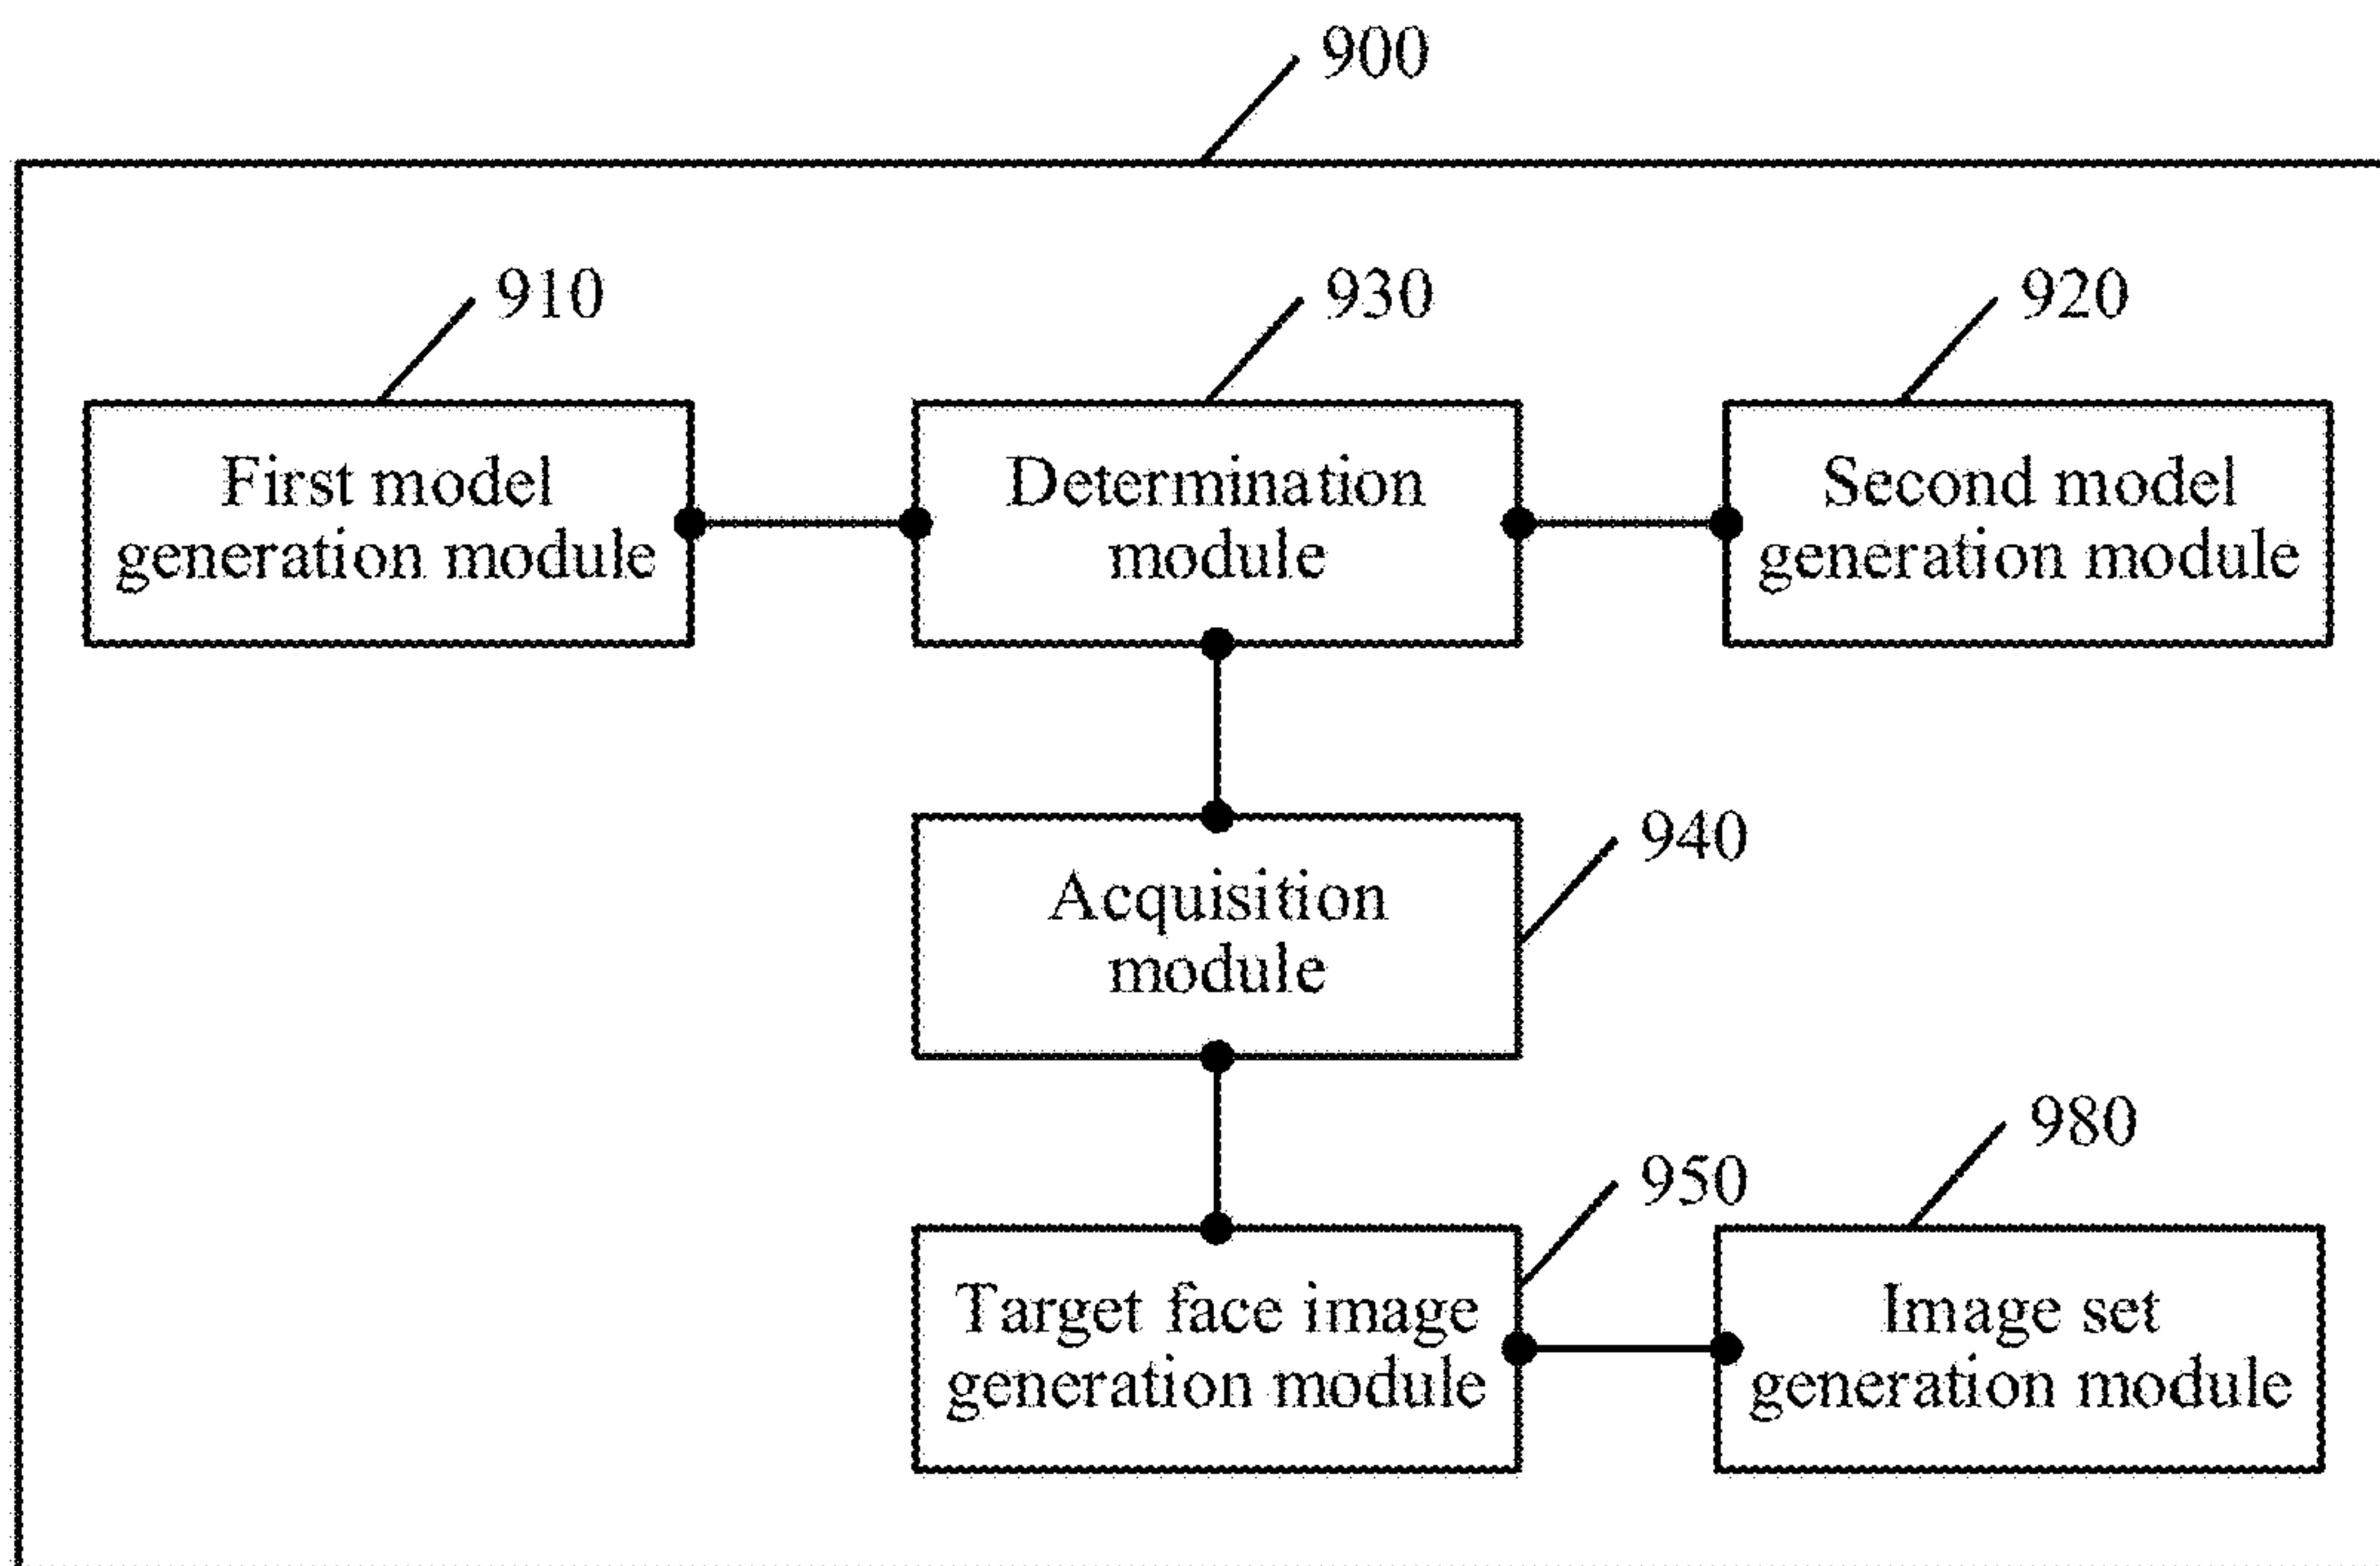 900
910
930
920
First model
generation module
Determination
module
Second model
generation module
940
Acquisition
module
950
980
Target face image
generation module
Image set
generation module